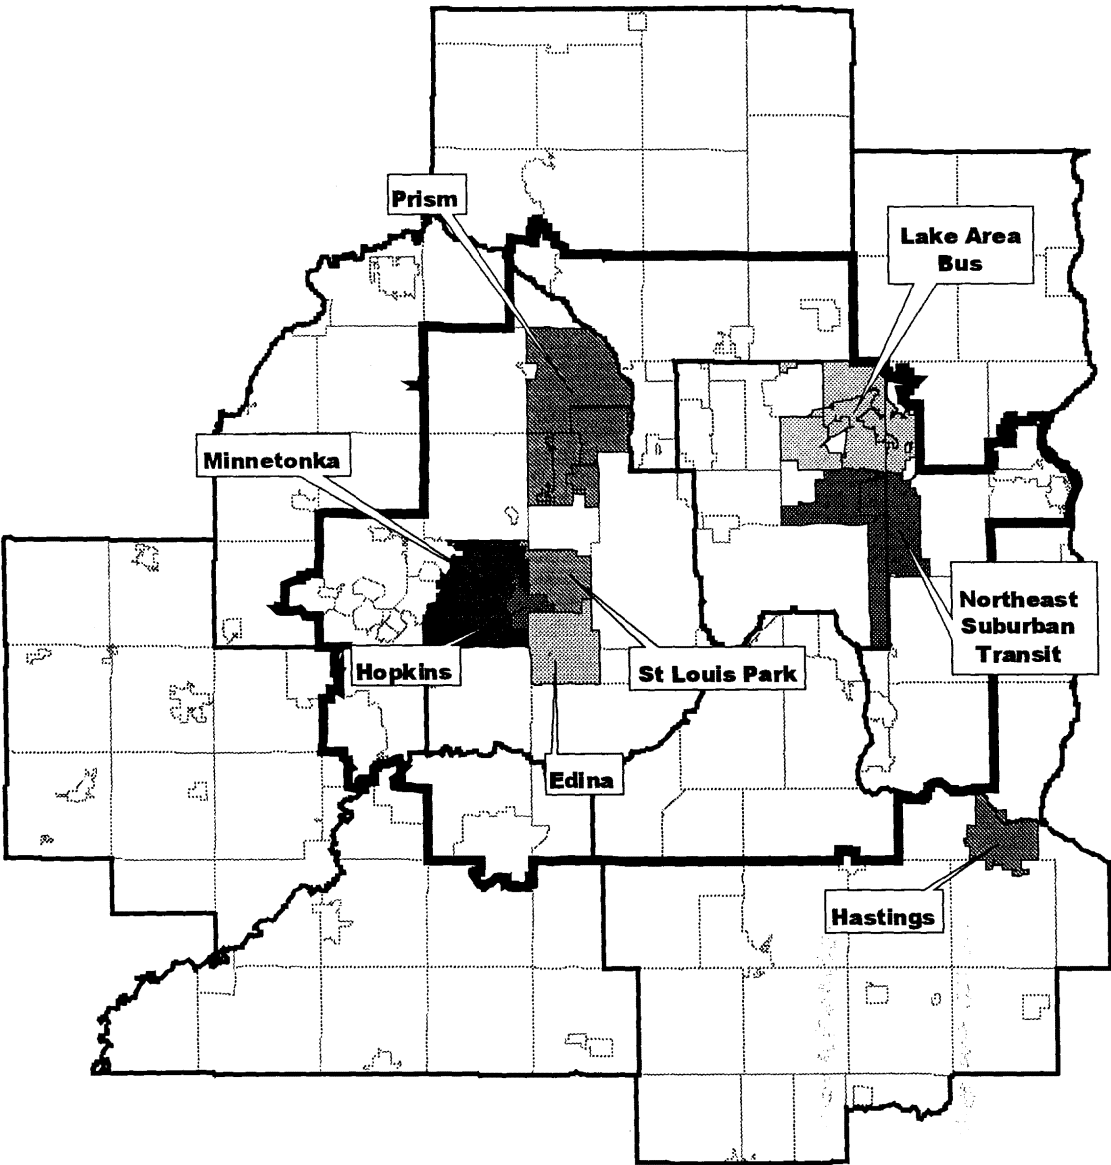 Prism
Lake Area
Bus
Minnetonka
Northeast
Suburban
Transit
Hopkins
St Louis Park
Edina
Hastings